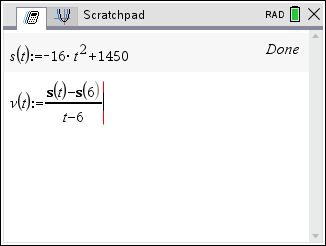 Scratchpad RAD
s(t):=-16·t²+1450 Done
v(t):=(s(t)-s(6))/(t-6)